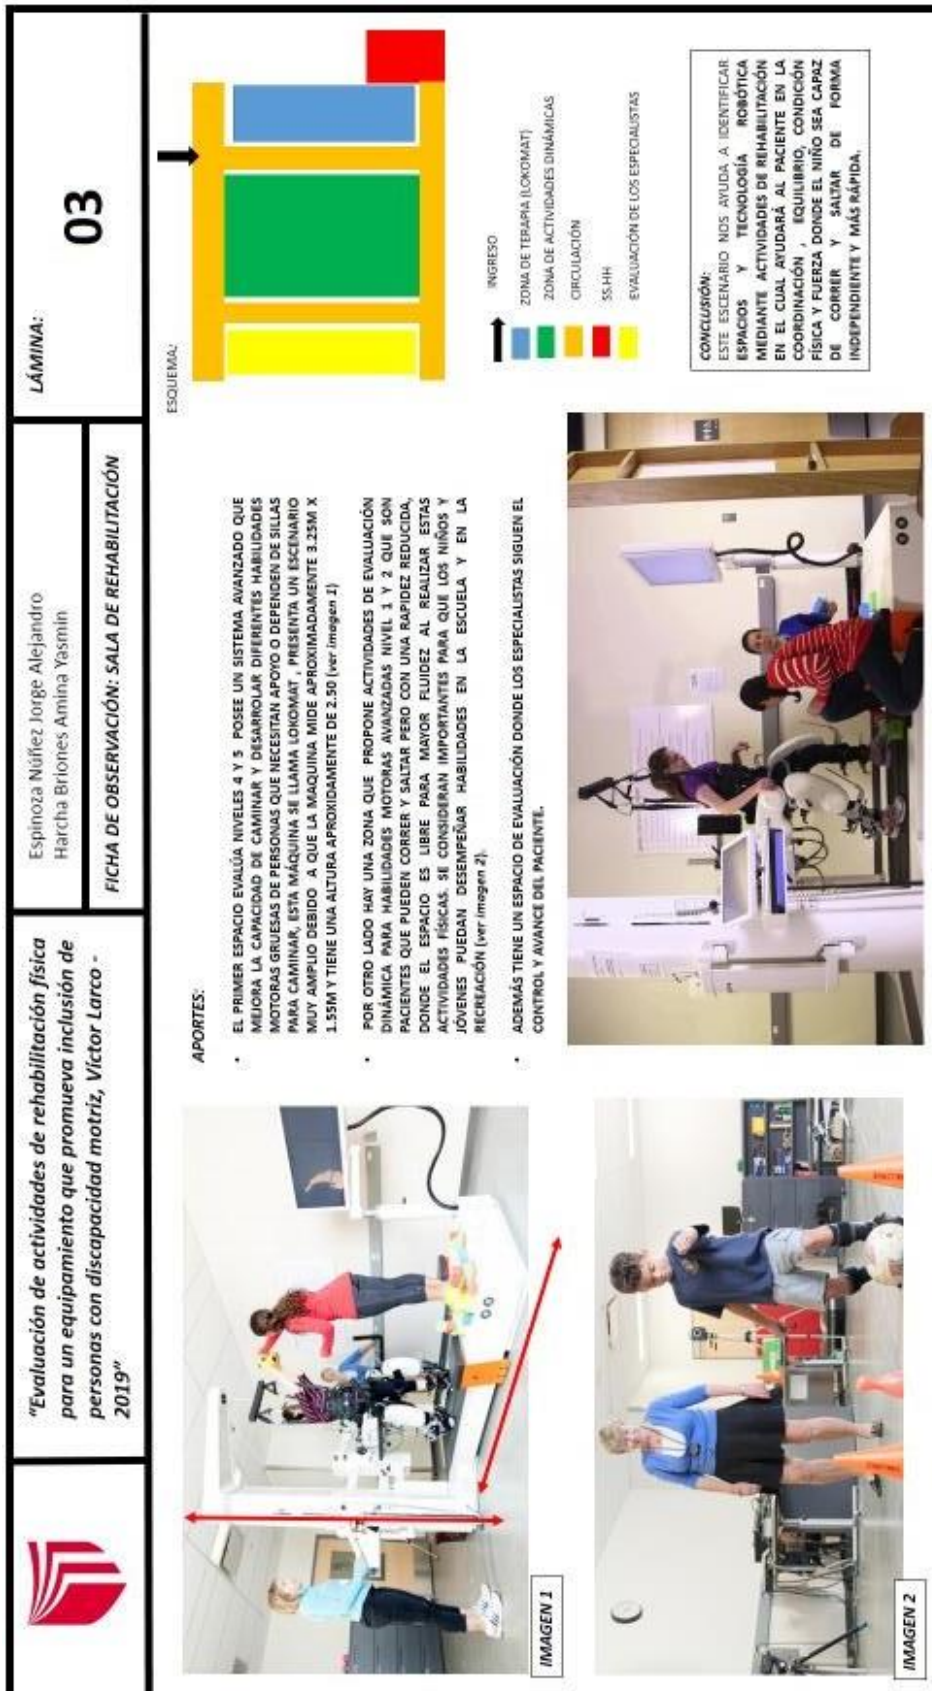 "Evaluación de actividades de rehabilitación física
para un equipamiento que promueva inclusión de
personas con discapacidad motriz, Víctor Larco -
2019"
Espinoza Núñez Jorge Alejandro
Harcha Briones Amina Yasmin
FICHA DE OBSERVACIÓN: SALA DE REHABILITACIÓN
LÁMINA:
03
IMAGEN 1
IMAGEN 2
APORTES:
• EL PRIMER ESPACIO EVALÚA NIVELES 4 Y 5 POSEE UN SISTEMA AVANZADO QUE
MEJORA LA CAPACIDAD DE CAMINAR Y DESARROLAR DIFERENTES HABILIDADES
MOTORAS GRUESAS DE PERSONAS QUE NECESITAN APOYO O DEPENDEN DE SILLAS
PARA CAMINAR, ESTA MÁQUINA SE LLAMA LOKOMAT , PRESENTA UN ESCENARIO
MUY AMPLIO DEBIDO A QUE LA MAQUINA MIDE APROXIMADAMENTE 3.25M X
1.55M Y TIENE UNA ALTURA APROXIDAMENTE DE 2.50 (ver imagen 1)
• POR OTRO LADO HAY UNA ZONA QUE PROPONE ACTIVIDADES DE EVALUACIÓN
DINÁMICA PARA HABILIDADES MOTORAS AVANZADAS NIVEL 1 Y 2 QUE SON
PACIENTES QUE PUEDEN CORRER Y SALTAR PERO CON UNA RAPIDEZ REDUCIDA,
DONDE EL ESPACIO ES LIBRE PARA MAYOR FLUIDEZ AL REALIZAR ESTAS
ACTIVIDADES FÍSICAS. SE CONSIDERAN IMPORTANTES PARA QUE LOS NIÑOS Y
JÓVENES PUEDAN DESEMPEÑAR HABILIDADES EN LA ESCUELA Y EN LA
RECREACIÓN (ver imagen 2).
• ADEMÁS TIENE UN ESPACIO DE EVALUACIÓN DONDE LOS ESPECIALISTAS SIGUEN EL
CONTROL Y AVANCE DEL PACIENTE.
ESQUEMA:
INGRESO
ZONA DE TERAPIA (LOKOMAT)
ZONA DE ACTIVIDADES DINÁMICAS
CIRCULACIÓN
SS.HH
EVALUACIÓN DE LOS ESPECIALISTAS
CONCLUSIÓN:
ESTE ESCENARIO NOS AYUDA A IDENTIFICAR
ESPACIOS Y TECNOLOGÍA ROBÓTICA
MEDIANTE ACTIVIDADES DE REHABILITACIÓN
EN EL CUAL AYUDARÁ AL PACIENTE EN LA
COORDINACIÓN , EQUILIBRIO, CONDICIÓN
FÍSICA Y FUERZA DONDE EL NIÑO SEA CAPAZ
DE CORRER Y SALTAR DE FORMA
INDEPENDIENTE Y MÁS RÁPIDA.